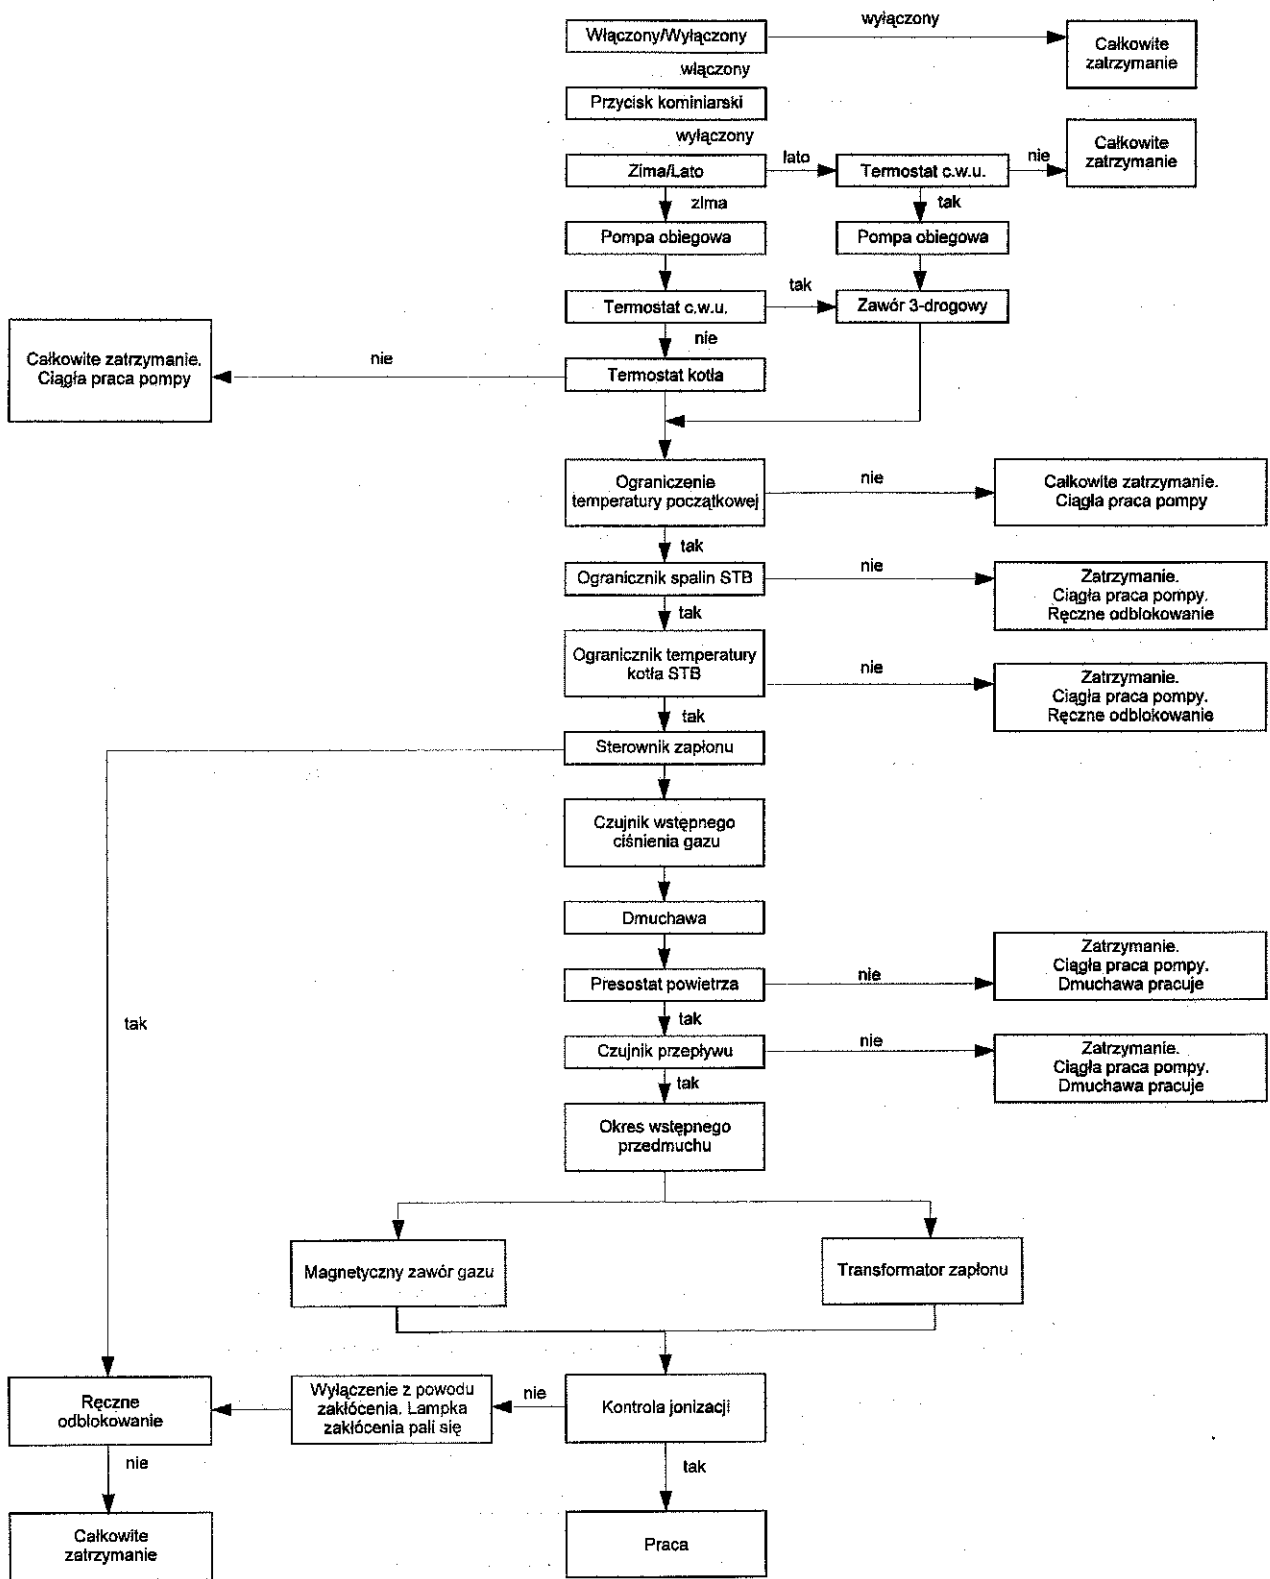 Włączony/Wyłączony
wyłączony
Całkowite
zatrzymanie
włączony
Przycisk kominiarski
wyłączony
Zima/Lato
lato
Termostat c.w.u.
nie
Całkowite
zatrzymanie
zima
tak
Pompa obiegowa
Pompa obiegowa
Termostat c.w.u.
tak
Zawór 3-drogowy
nie
Całkowite zatrzymanie.
Ciągła praca pompy
nie
Termostat kotła
Ograniczenie
temperatury początkowej
nie
Całkowite zatrzymanie.
Ciągła praca pompy
tak
Ogranicznik spalin STB
nie
Zatrzymanie.
Ciągła praca pompy.
Ręczne odblokowanie
tak
Ogranicznik temperatury
kotła STB
nie
Zatrzymanie.
Ciągła praca pompy.
Ręczne odblokowanie
tak
Sterownik zapłonu
Czujnik wstępnego
ciśnienia gazu
Dmuchawa
Presostat powietrza
nie
Zatrzymanie.
Ciągła praca pompy.
Dmuchawa pracuje
tak
tak
Czujnik przepływu
nie
Zatrzymanie.
Ciągła praca pompy.
Dmuchawa pracuje
tak
Okres wstępnego
przedmuchu
Magnetyczny zawór gazu
Transformator zapłonu
Ręczne
odblokowanie
Wyłączenie z powodu
zakłócenia. Lampka
zakłócenia pali się
nie
Kontrola jonizacji
nie
tak
Całkowite
zatrzymanie
Praca